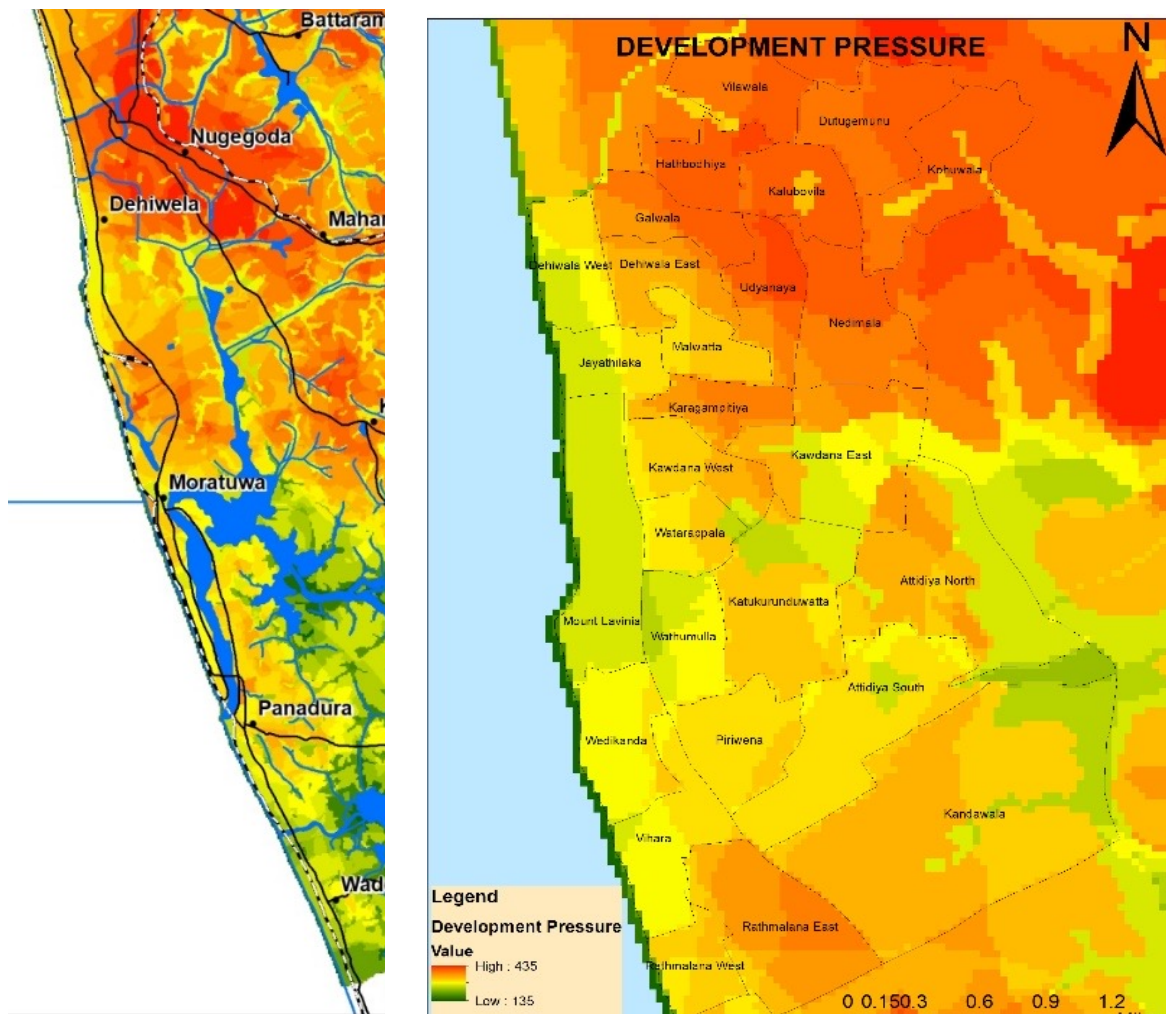 Battaram
Nugegoda
Dehiwela
Mahar
K
Moratuwa
Panadura
Wad
DEVELOPMENT PRESSURE
N
Vilawala
Dutugemunu
Hathbodhiya
Kohuwala
Kalubovila
Galwala
Dehiwala West
Dehiwala East
Udyanaya
Nedimala
Malwatta
Jayathilaka
Karagampitiya
Kawdana East
Kawdana West
Watarappala
Attidiya North
Katukurunduwatta
Mount Lavinia
Wathumulla
Attidiya South
Wedikanda
Piriwena
Kandawala
Vihara
Rathmalana East
Rathmalana West
Legend
Development Pressure
Value
High : 435
Low : 135
0 0.150.3 0.6 0.9 1.2